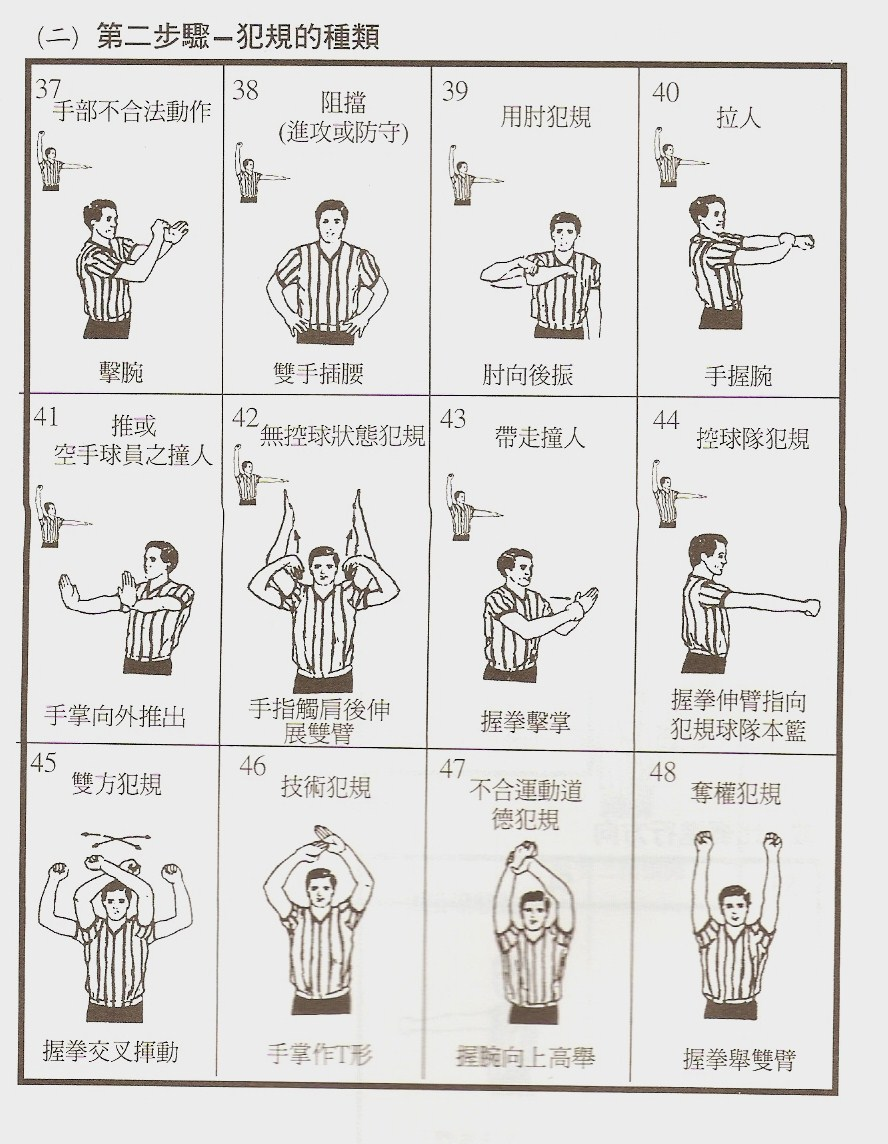 (二) 第二步驟-犯規的種類
37
手部不合法動作
擊腕
38
阻擋
(進攻或防守)
雙手插腰
39
用肘犯規
肘向後振
40
拉人
手握腕
41
推或
空手球員之撞人
手掌向外推出
42
無控球狀態犯規
手指觸肩後伸
展雙臂
43
帶走撞人
握拳擊掌
44
控球隊犯規
握拳伸臂指向
犯規球隊本籃
45
雙方犯規
握拳交叉揮動
46
技術犯規
手掌作T形
47
不合運動道
德犯規
握腕向上高舉
48
奪權犯規
握拳舉雙臂